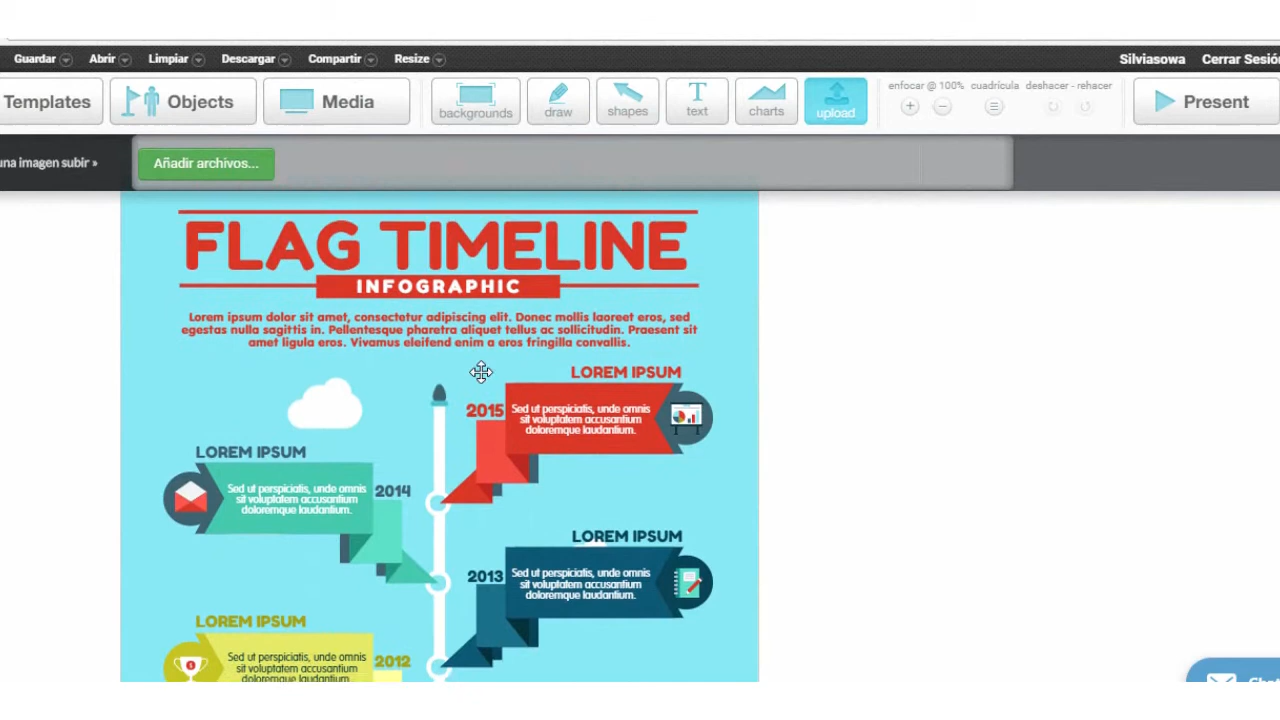 Guardar Abrir Limpiar Descargar Compartir Resize Silviasowa Cerrar Sesió
Templates Objects Media backgrounds draw shapes text charts upload enfocar @ 100% cuadrícula deshacer - rehacer Present
una imagen subir » Añadir archivos...
FLAG TIMELINE
INFOGRAPHIC
Lorem ipsum dolor sit amet, consectetur adipiscing elit. Donec mollis laoreet eros, sed
egestas nulla sagittis in. Pellentesque pharetra aliquet tellus ac sollicitudin. Praesent sit
amet ligula eros. Vivamus eleifend enim a eros fringilla convallis.
LOREM IPSUM
2015
Sed ut perspiciatis, unde omnis
sit voluptatem accusantium
doloremque laudantium.
LOREM IPSUM
Sed ut perspiciatis, unde omnis
sit voluptatem accusantium
doloremque laudantium.
2014
LOREM IPSUM
2013
Sed ut perspiciatis, unde omnis
sit voluptatem accusantium
doloremque laudantium.
LOREM IPSUM
Sed ut perspiciatis, unde omnis
sit voluptatem accusantium
doloremque laudantium.
2012